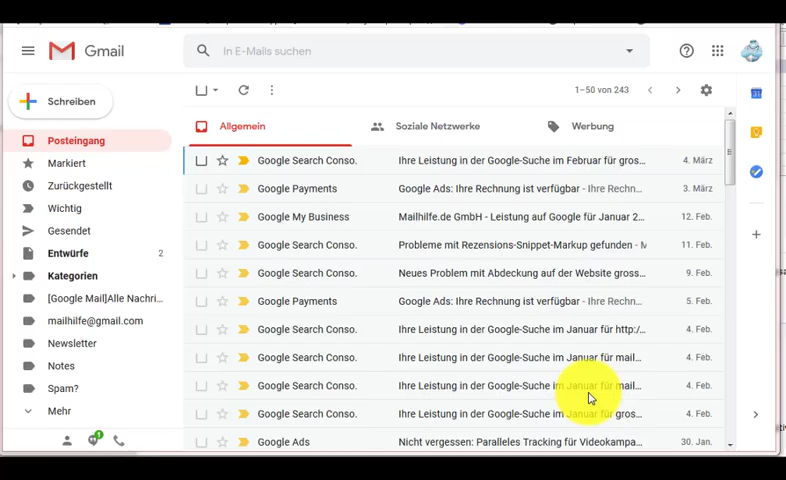 Gmail
In E-Mails suchen
Schreiben
1–50 von 243
Posteingang
Markiert
Zurückgestellt
Wichtig
Gesendet
Entwürfe 2
Kategorien
[Google Mail]Alle Nachri...
mailhilfe@gmail.com
Newsletter
Notes
Spam?
Mehr
1
Allgemein Soziale Netzwerke Werbung
Google Search Conso. Ihre Leistung in der Google-Suche im Februar für gros... 4. März
Google Payments Google Ads: Ihre Rechnung ist verfügbar - Ihre Rechn... 3. März
Google My Business Mailhilfe.de GmbH - Leistung auf Google für Januar 2... 12. Feb.
Google Search Conso. Probleme mit Rezensions-Snippet-Markup gefunden - M 11. Feb.
Google Search Conso. Neues Problem mit Abdeckung auf der Website gross... 9. Feb.
Google Payments Google Ads: Ihre Rechnung ist verfügbar - Ihre Rechn... 5. Feb.
Google Search Conso. Ihre Leistung in der Google-Suche im Januar für http:/... 4. Feb.
Google Search Conso. Ihre Leistung in der Google-Suche im Januar für mail... 4. Feb.
Google Search Conso. Ihre Leistung in der Google-Suche im Januar für mail... 4. Feb.
Google Search Conso. Ihre Leistung in der Google-Suche im Januar für gros... 4. Feb.
Google Ads Nicht vergessen: Paralleles Tracking für Videokampa... 30. Jan.
31